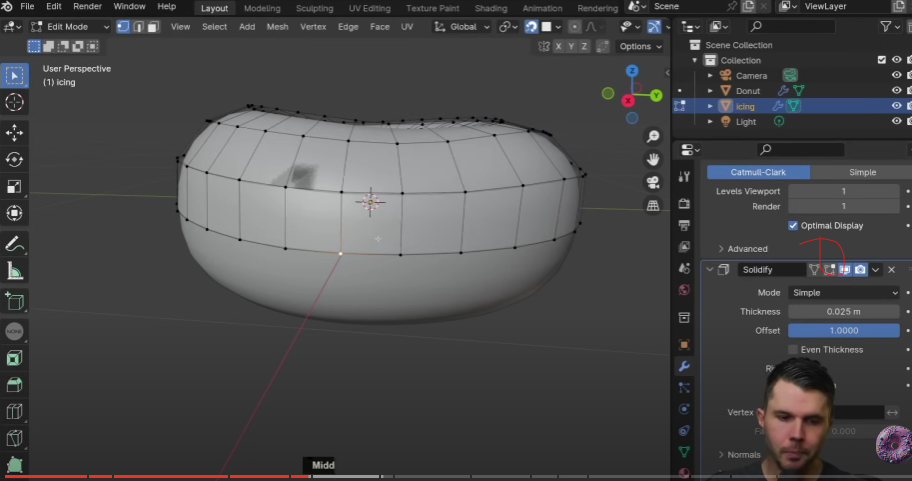 File Edit Render Window Help Layout Modeling Sculpting UV Editing Texture Paint Shading Animation Rendering Scene ViewLayer
Edit Mode View Select Add Mesh Vertex Edge Face UV Global
X Y Z Options
User Perspective
(1) icing
Z
Y
X
Scene Collection
Collection
Camera
Donut
icing
Light
Catmull-Clark Simple
Levels Viewport 1
Render 1
Optimal Display
Advanced
Solidify
Mode Simple
Thickness 0.025 m
Offset 1.0000
Even Thickness
Vertex
0.000
Normals
NONE
Midd